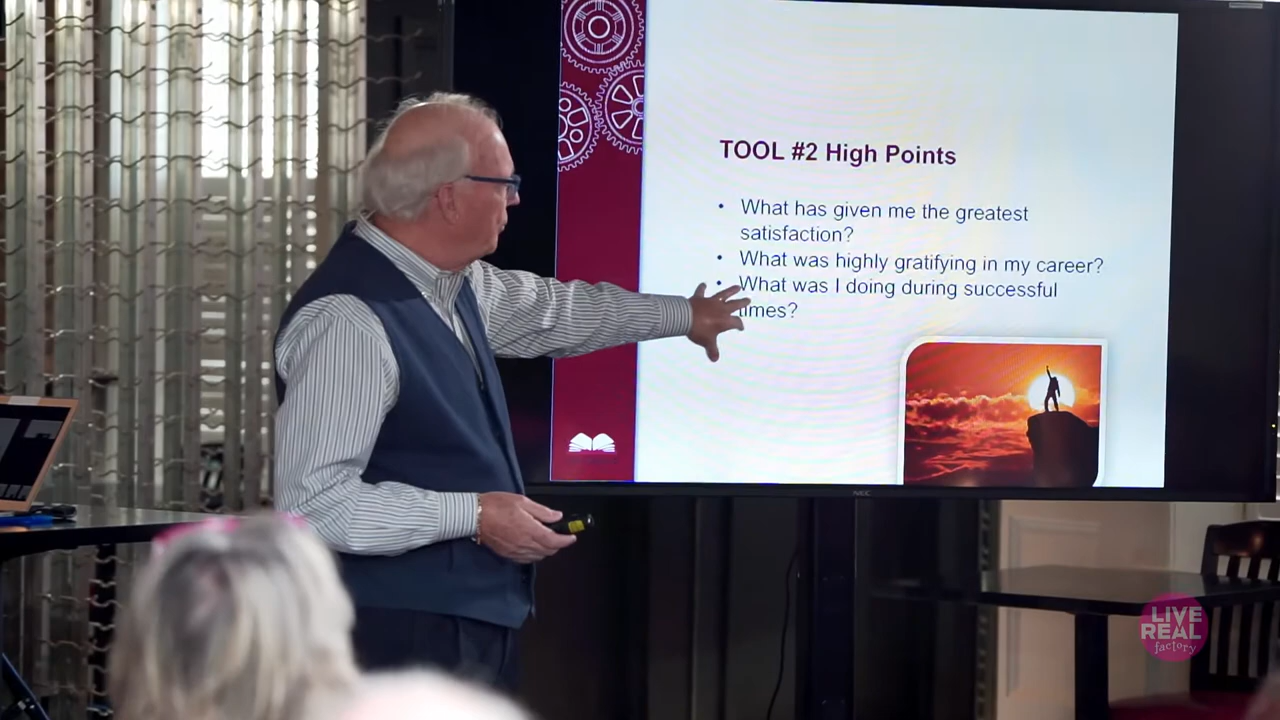 TOOL #2 High Points
• What has given me the greatest
satisfaction?
• What was highly gratifying in my career?
• What was I doing during successful
times?
NEC
LIVE
REAL
factory